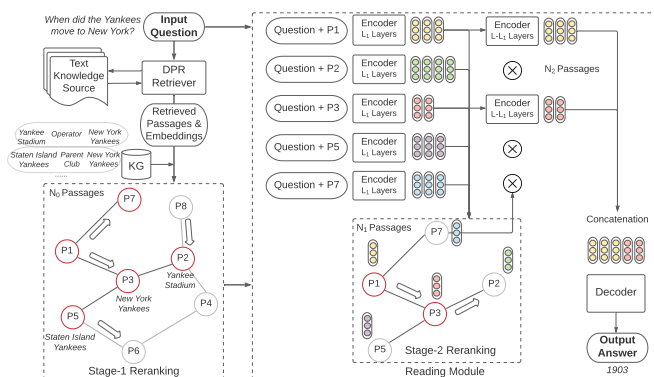 When did the Yankees
move to New York?
Input
Question
Text
Knowledge
Source
DPR
Retriever
Retrieved
Passages &
Embeddings
Yankee
Stadium
Operator
New York
Yankees
Staten Island
Yankees
Parent
Club
New York
Yankees
......
KG
N₀ Passages
P7
P8
P1
P2
Yankee
Stadium
P3
New York
Yankees
P4
P5
Staten Island
Yankees
P6
Stage-1 Reranking
Question + P1
Encoder
L₁ Layers
Encoder
L-L₁ Layers
Question + P2
Encoder
L₁ Layers
N₂ Passages
Question + P3
Encoder
L₁ Layers
Encoder
L-L₁ Layers
Question + P5
Encoder
L₁ Layers
Question + P7
Encoder
L₁ Layers
N₁ Passages
P7
P1
P2
P3
P5
Stage-2 Reranking
Reading Module
Concatenation
Decoder
Output
Answer
1903